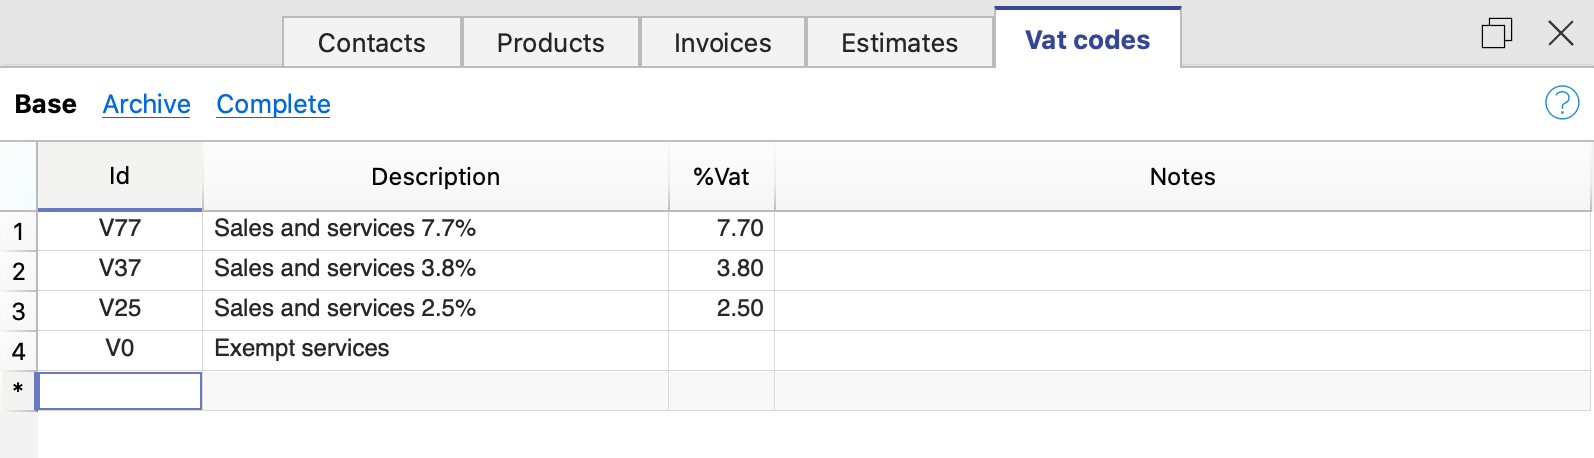 Contacts Products Invoices Estimates Vat codes
Base Archive Complete ?
Id Description %Vat Notes
1 V77 Sales and services 7.7% 7.70
2 V37 Sales and services 3.8% 3.80
3 V25 Sales and services 2.5% 2.50
4 V0 Exempt services
*